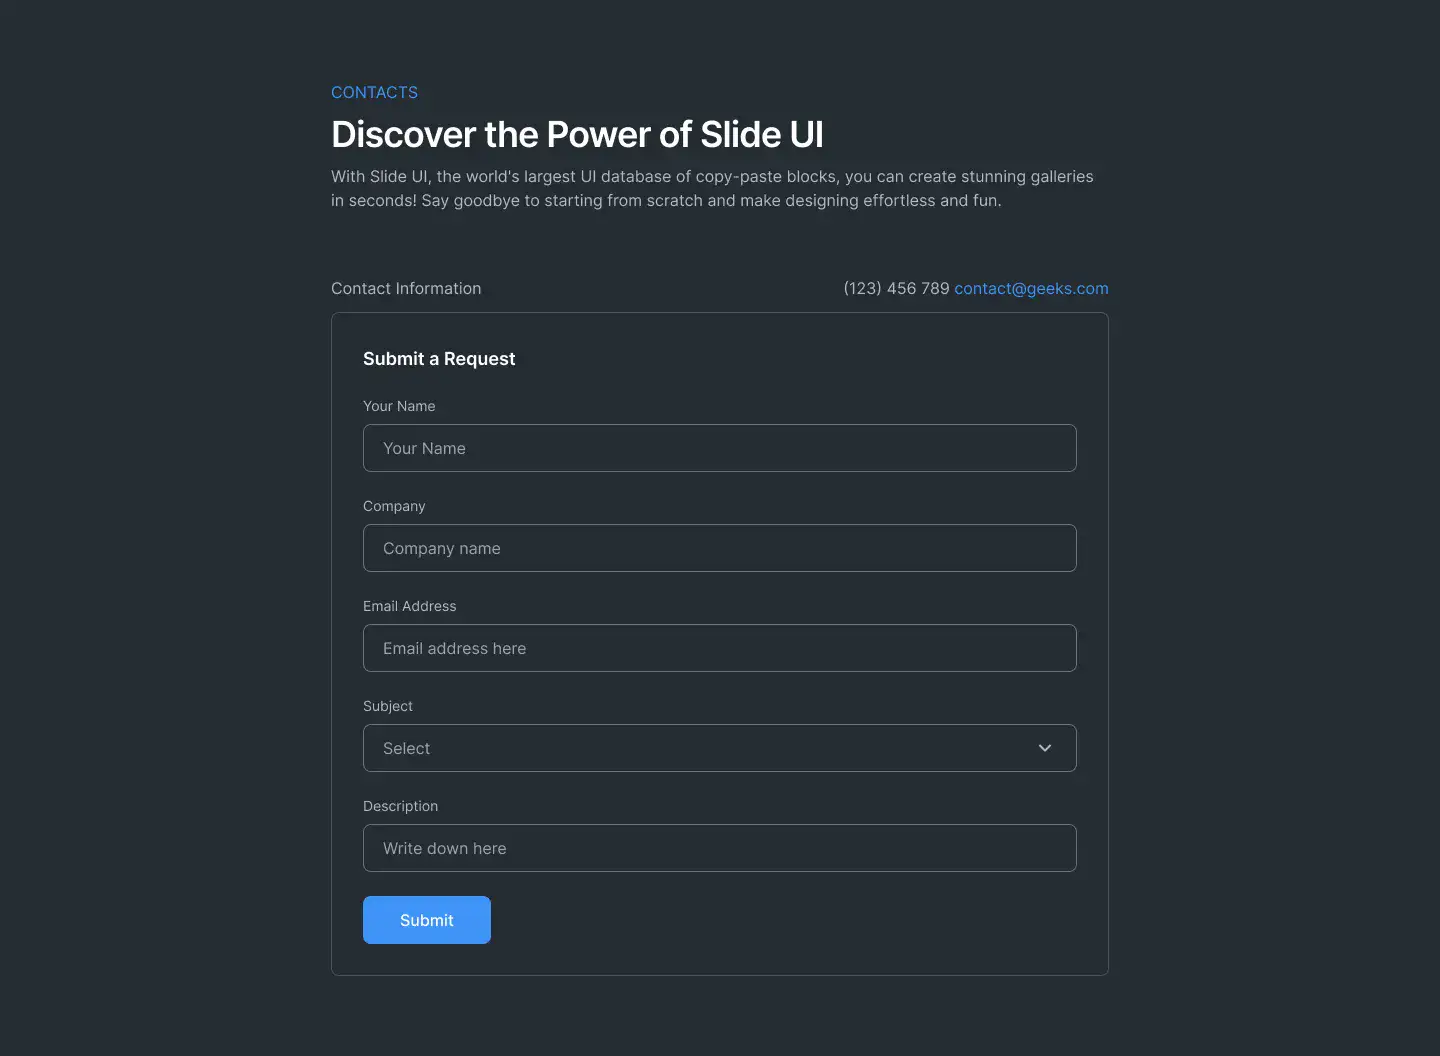 CONTACTS
Discover the Power of Slide UI
With Slide UI, the world's largest UI database of copy-paste blocks, you can create stunning galleries
in seconds! Say goodbye to starting from scratch and make designing effortless and fun.
Contact Information
(123) 456 789 contact@geeks.com
Submit a Request
Your Name
Your Name
Company
Company name
Email Address
Email address here
Subject
Select
Description
Write down here
Submit